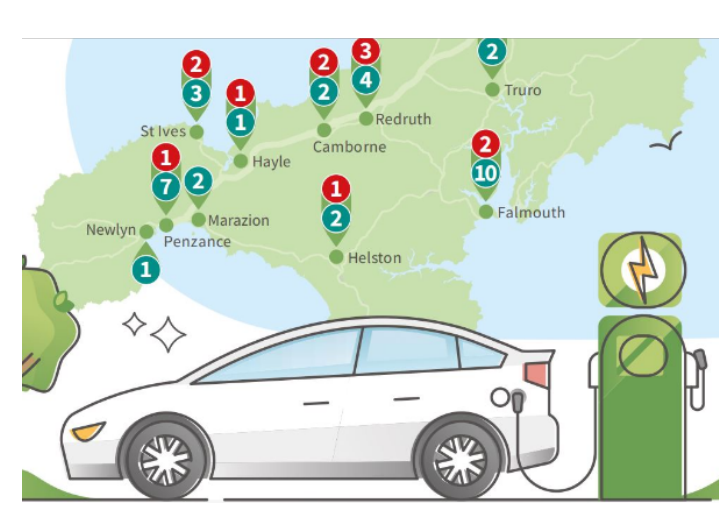 3
2
2
2
4
Truro
3
1
2
Redruth
St Ives
1
Camborne
1
Hayle
2
7
2
1
10
Newlyn
Marazion
2
Falmouth
Penzance
1
Helston